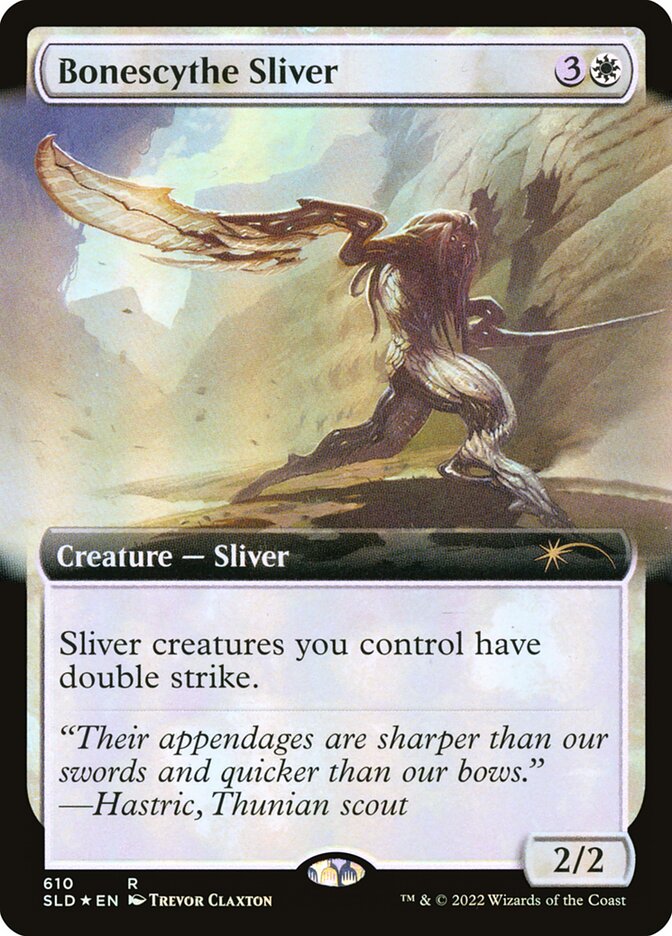 Bonescythe Sliver 3
Creature — Sliver
Sliver creatures you control have
double strike.
“Their appendages are sharper than our
swords and quicker than our bows.”
—Hastric, Thunian scout
2/2
610 R
SLD ★ EN Trevor Claxton
™ & © 2022 Wizards of the Coast